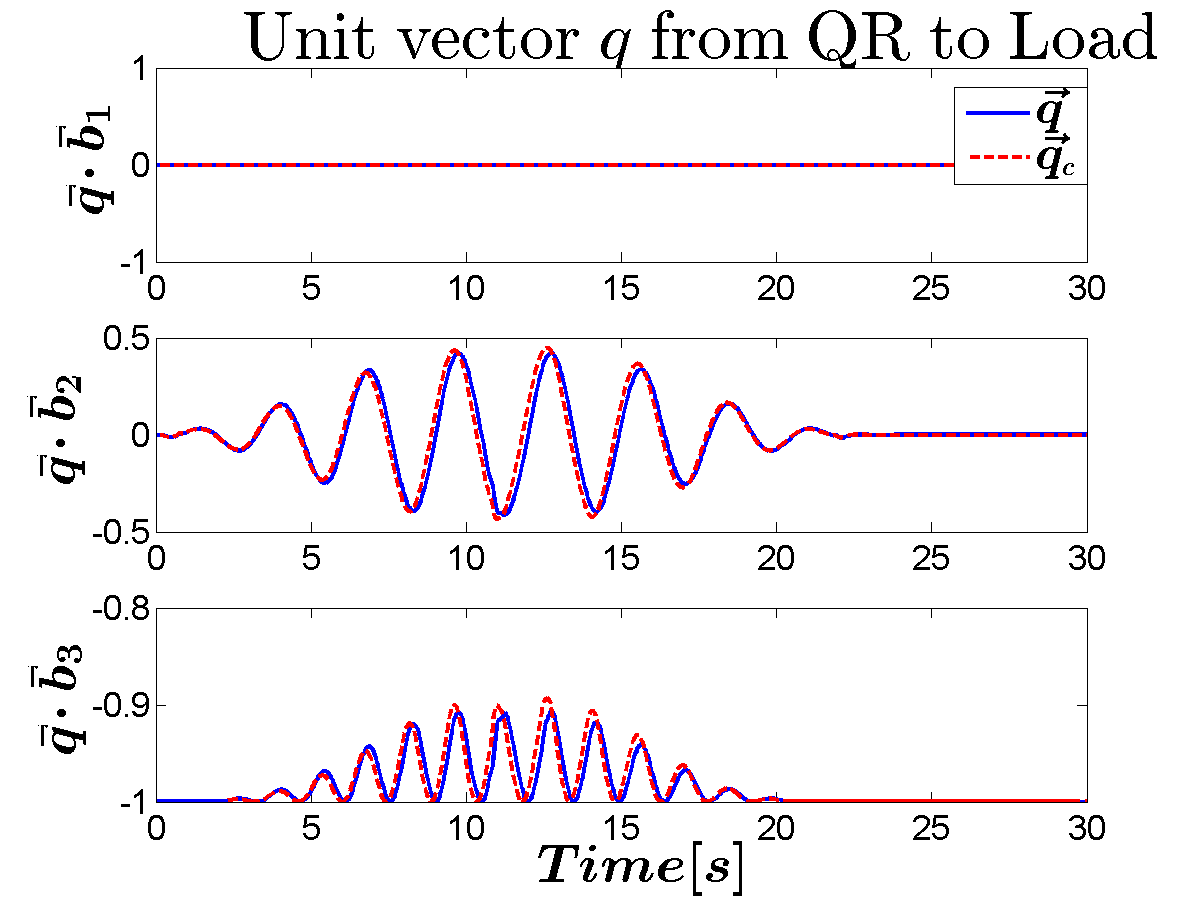 Unit vector q from QR to Load
q⃗ · b⃗₁
1
0
-1
q⃗
q⃗c
0 5 10 15 20 25 30
q⃗ · b⃗₂
0.5
0
-0.5
0 5 10 15 20 25 30
q⃗ · b⃗₃
-0.8
-0.9
-1
0 5 10 15 20 25 30
Time[s]